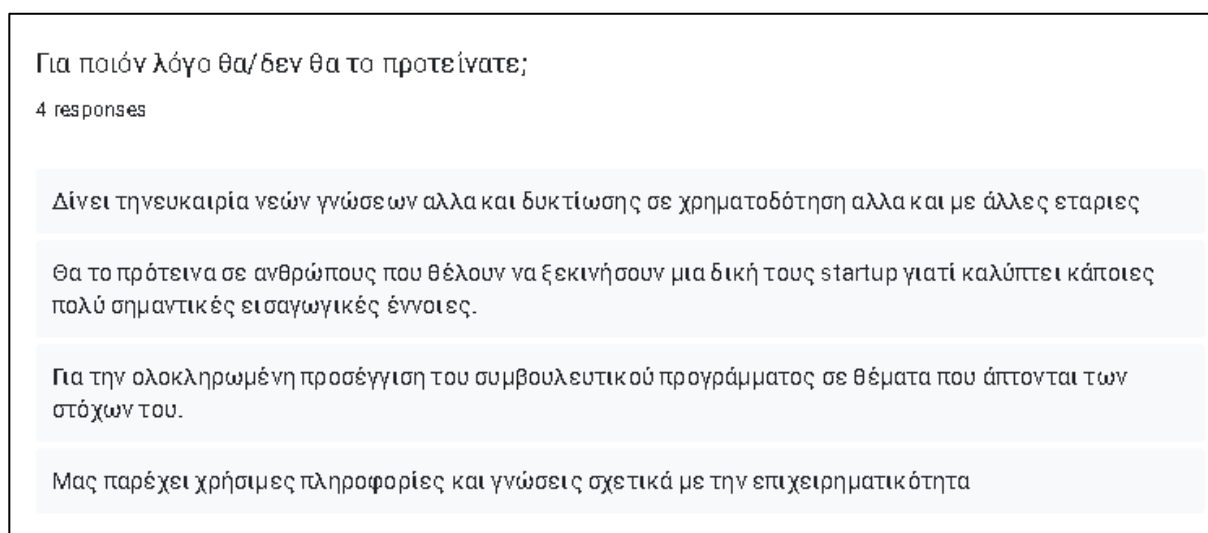 Για ποιόν λόγο θα/δεν θα το προτείνατε;
4 responses
Δίνει τηνευκαιρία νεών γνώσεων αλλα και δυκτίωσης σε χρηματοδότηση αλλα και με άλλες εταριες
Θα το πρότεινα σε ανθρώπους που θέλουν να ξεκινήσουν μια δική τους startup γιατί καλύπτει κάποιες
πολύ σημαντικές εισαγωγικές έννοιες.
Για την ολοκληρωμένη προσέγγιση του συμβουλευτικού προγράμματος σε θέματα που άπτονται των
στόχων του.
Μας παρέχει χρήσιμες πληροφορίες και γνώσεις σχετικά με την επιχειρηματικότητα